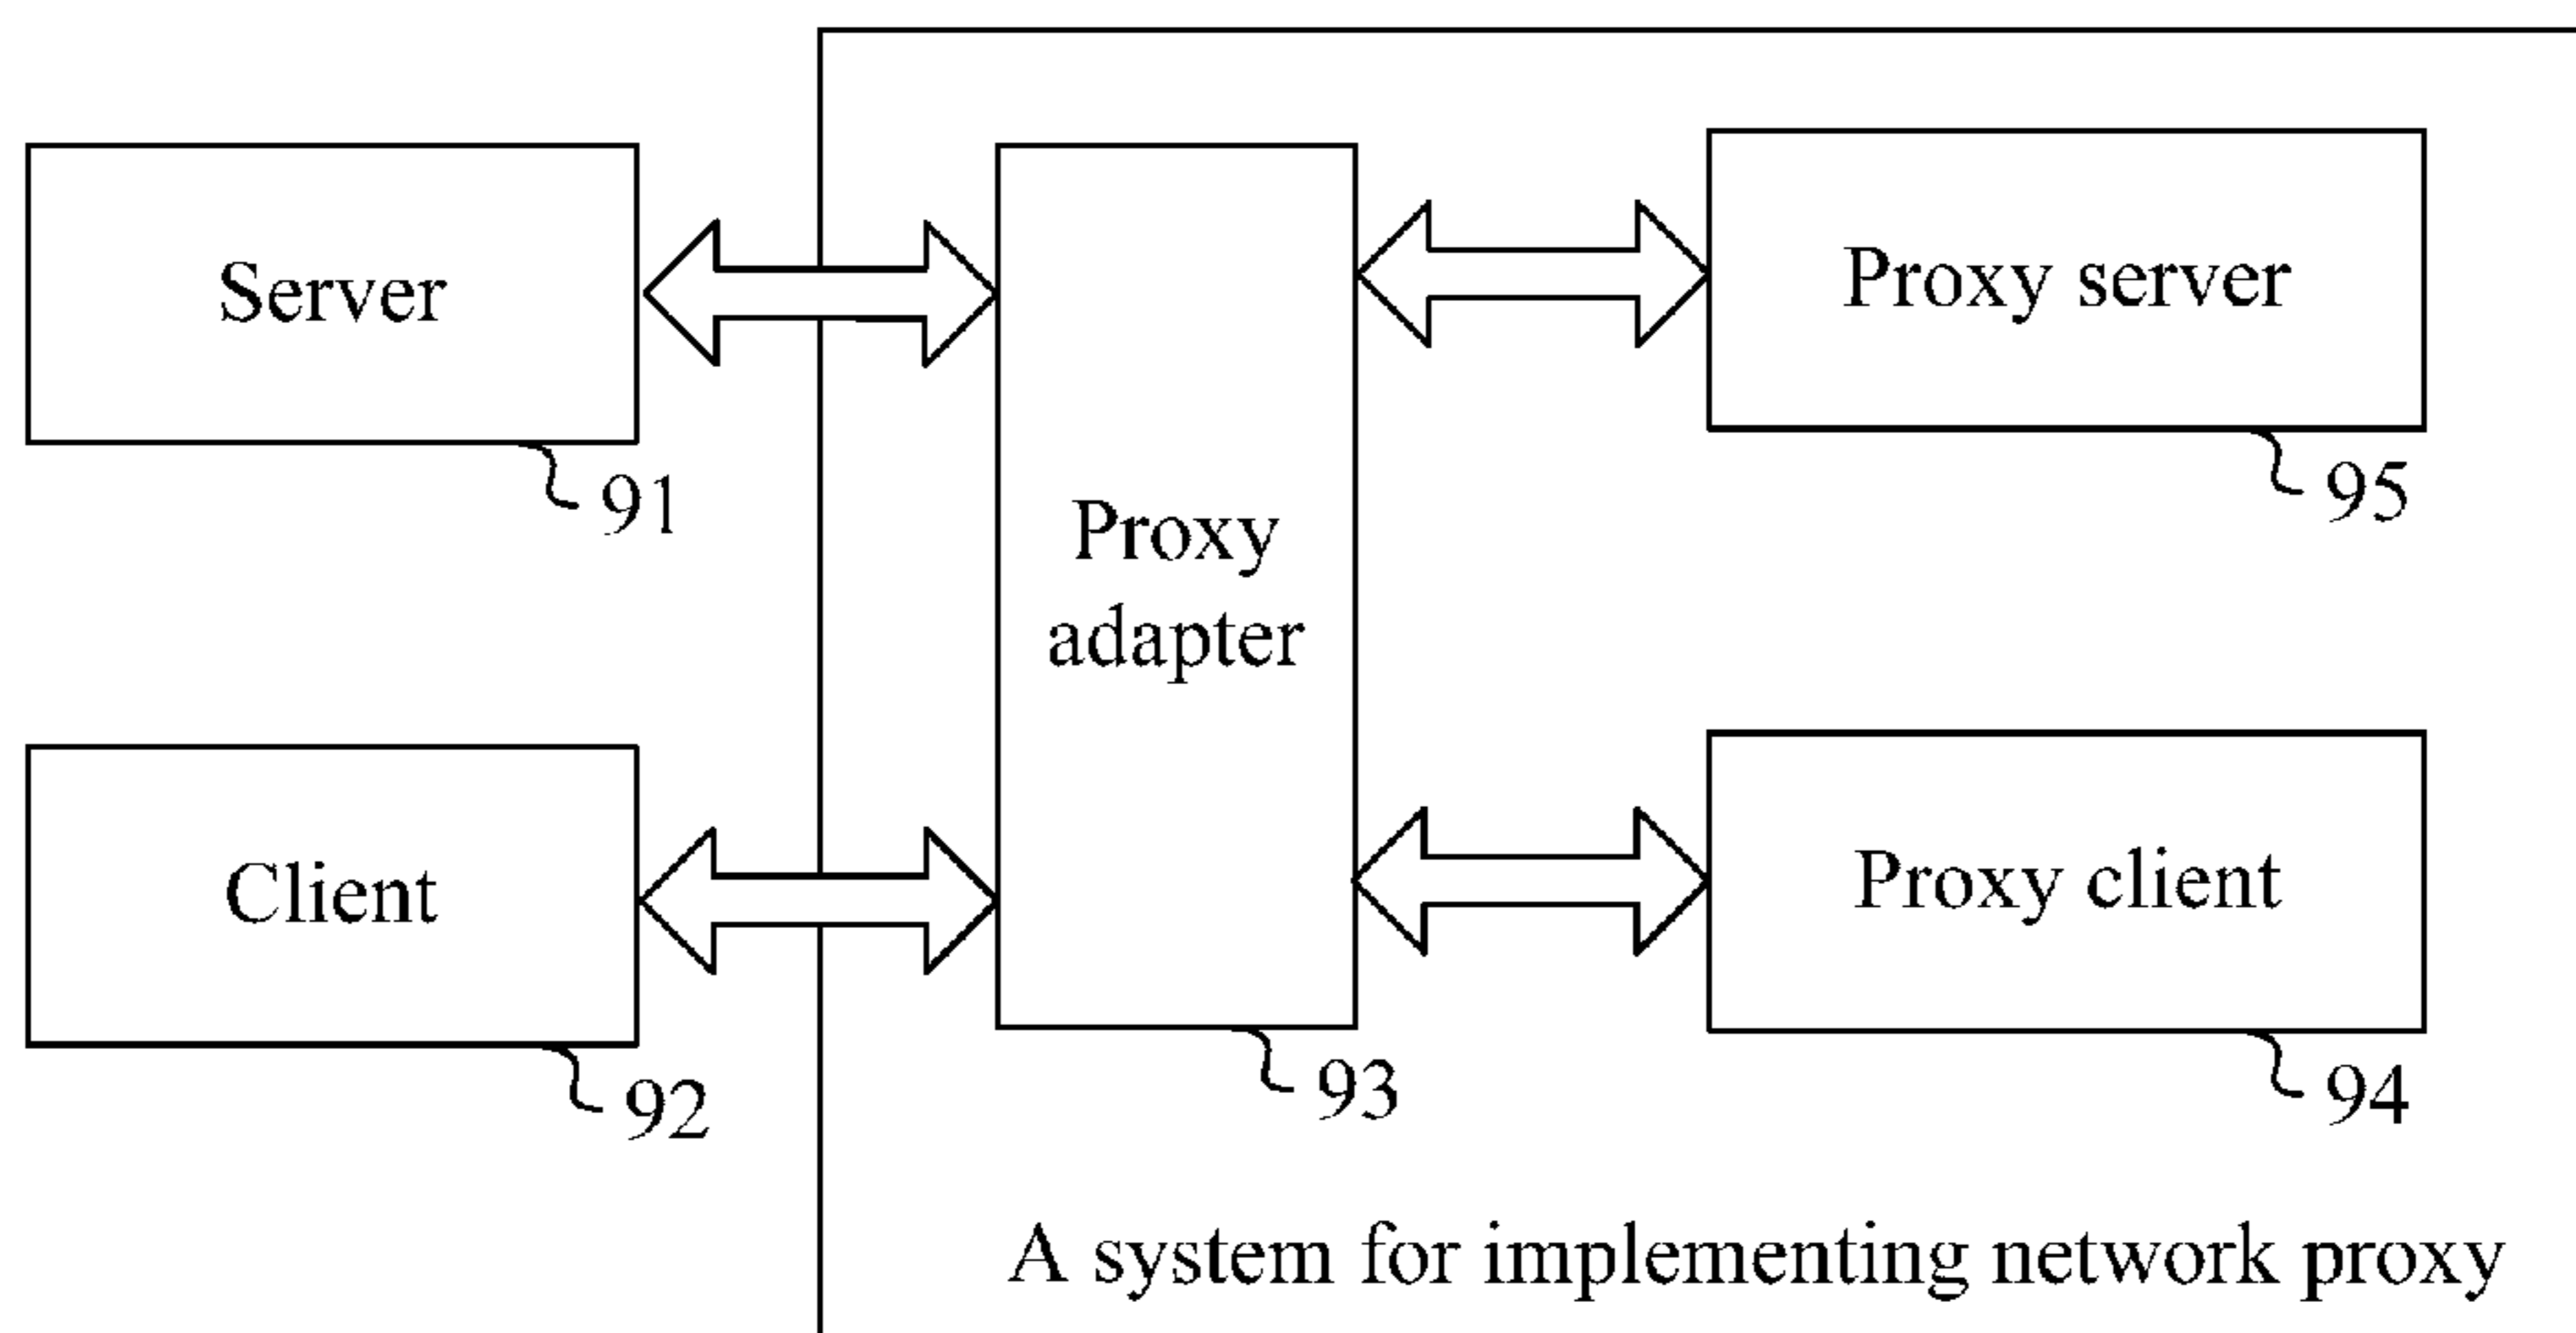 Server
91
Proxy server
95
Proxy
adapter
93
Client
92
Proxy client
94
A system for implementing network proxy